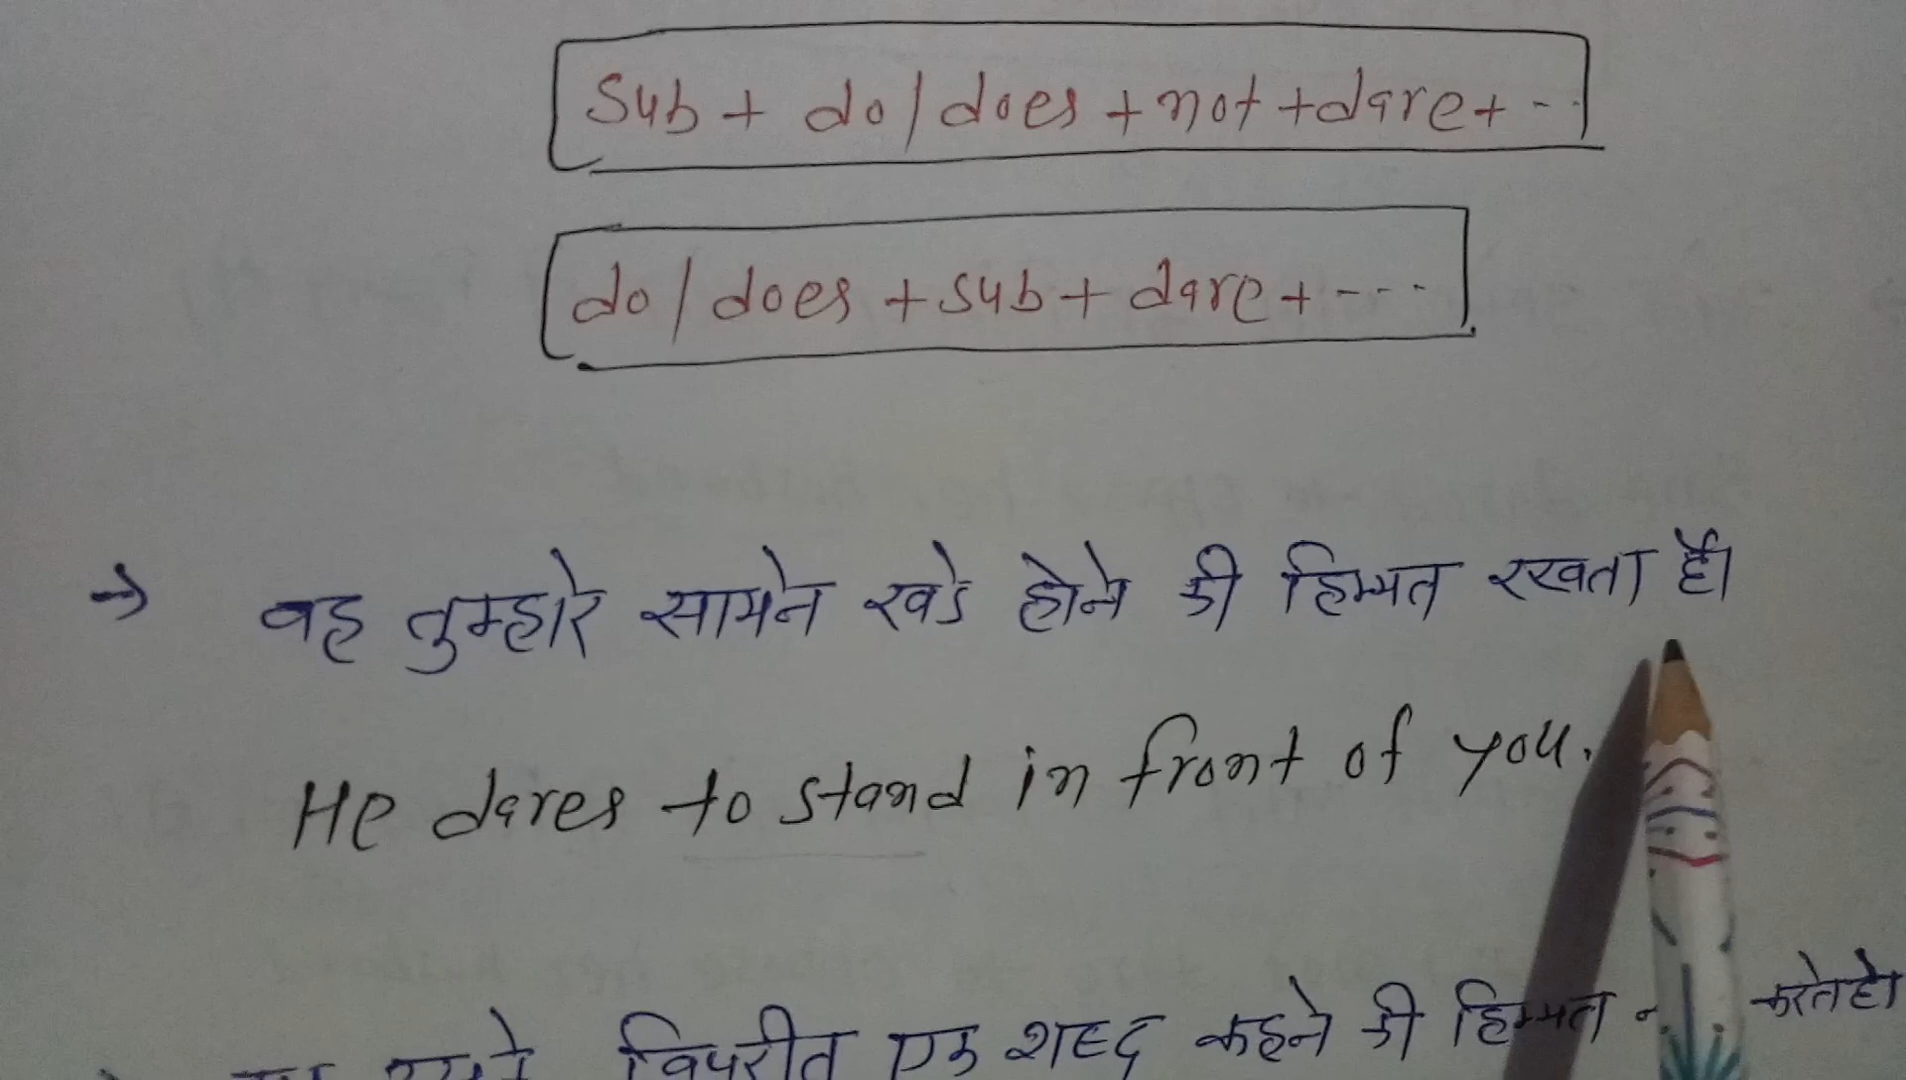 Sub + do / does + not + dare + - -
do / does + sub + dare + - - -
→ वह तुम्हारे सामने खडे होने की हिम्मत रखता है।
He dares to stand in front of you.
विपरीत एक शब्द कहने की हिम्मत करते हो